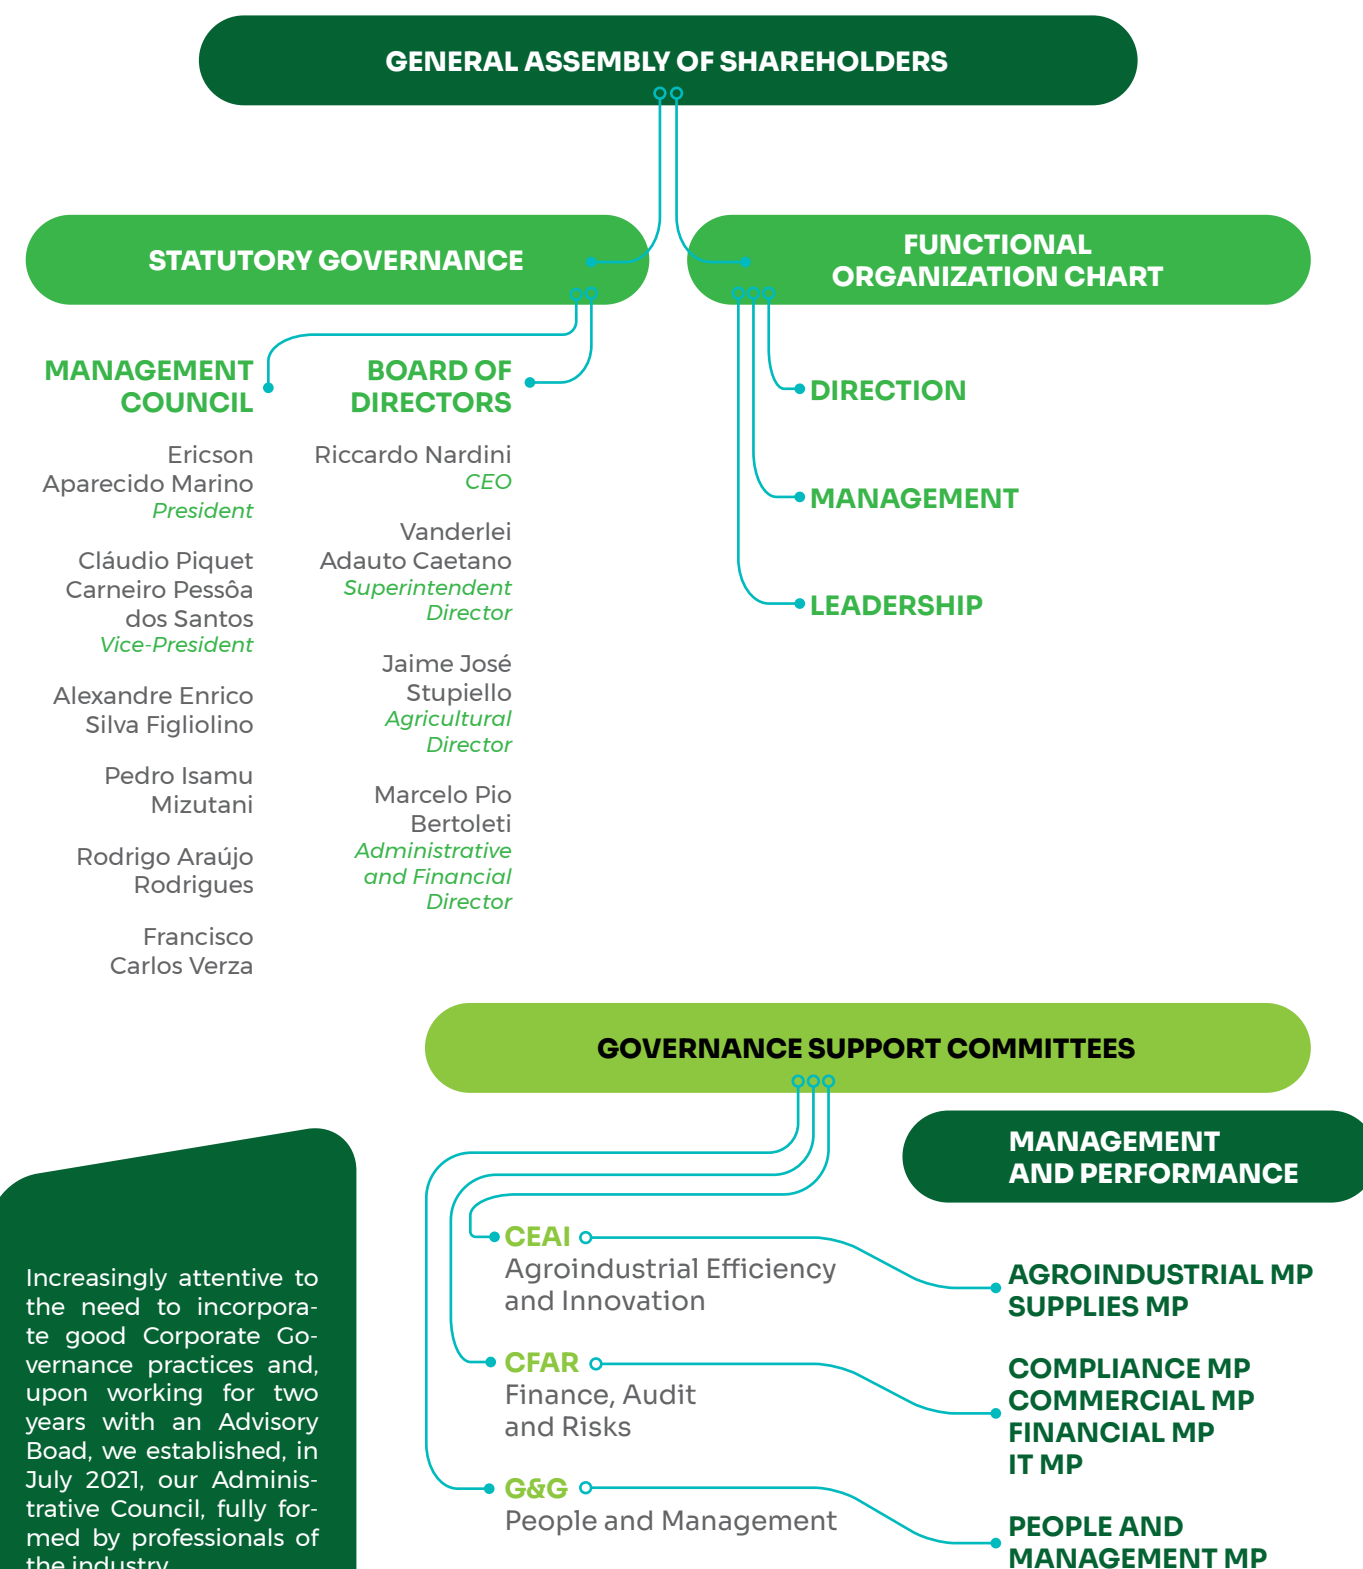 GENERAL ASSEMBLY OF SHAREHOLDERS
STATUTORY GOVERNANCE
FUNCTIONAL
ORGANIZATION CHART
MANAGEMENT
COUNCIL
Ericson
Aparecido Marino
President
Cláudio Piquet
Carneiro Pessôa
dos Santos
Vice-President
Alexandre Enrico
Silva Figliolino
Pedro Isamu
Mizutani
Rodrigo Araújo
Rodrigues
Francisco
Carlos Verza
BOARD OF
DIRECTORS
Riccardo Nardini
CEO
Vanderlei
Adauto Caetano
Superintendent
Director
Jaime José
Stupiello
Agricultural
Director
Marcelo Pio
Bertoleti
Administrative
and Financial
Director
DIRECTION
MANAGEMENT
LEADERSHIP
GOVERNANCE SUPPORT COMMITTEES
MANAGEMENT
AND PERFORMANCE
CEAI
Agroindustrial Efficiency
and Innovation
AGROINDUSTRIAL MP
SUPPLIES MP
CFAR
Finance, Audit
and Risks
COMPLIANCE MP
COMMERCIAL MP
FINANCIAL MP
IT MP
G&G
People and Management
PEOPLE AND
MANAGEMENT MP
Increasingly attentive to
the need to incorpora-
te good Corporate Go-
vernance practices and,
upon working for two
years with an Advisory
Boad, we established, in
July 2021, our Adminis-
trative Council, fully for-
med by professionals of
the industry